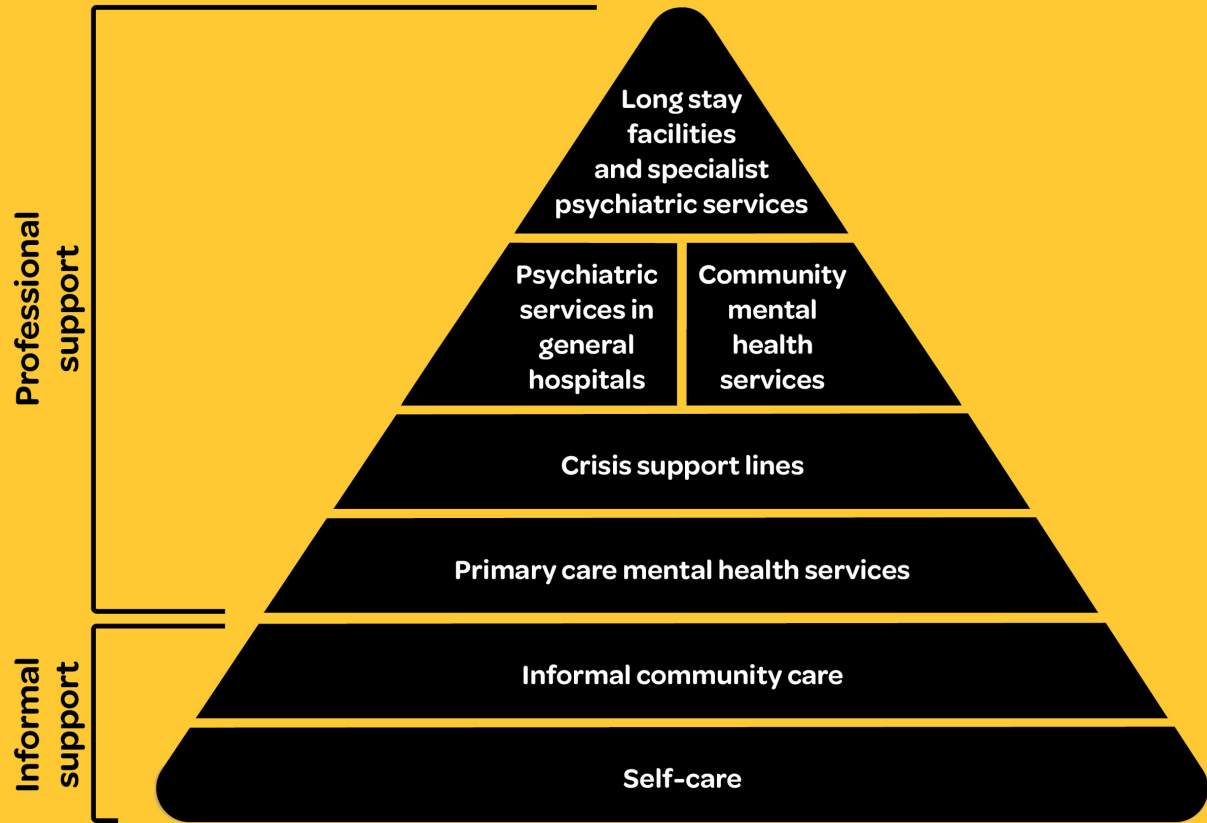 Professional
support
Long stay
facilities
and specialist
psychiatric services
Psychiatric
services in
general
hospitals
Community
mental
health
services
Crisis support lines
Primary care mental health services
Informal
support
Informal community care
Self-care